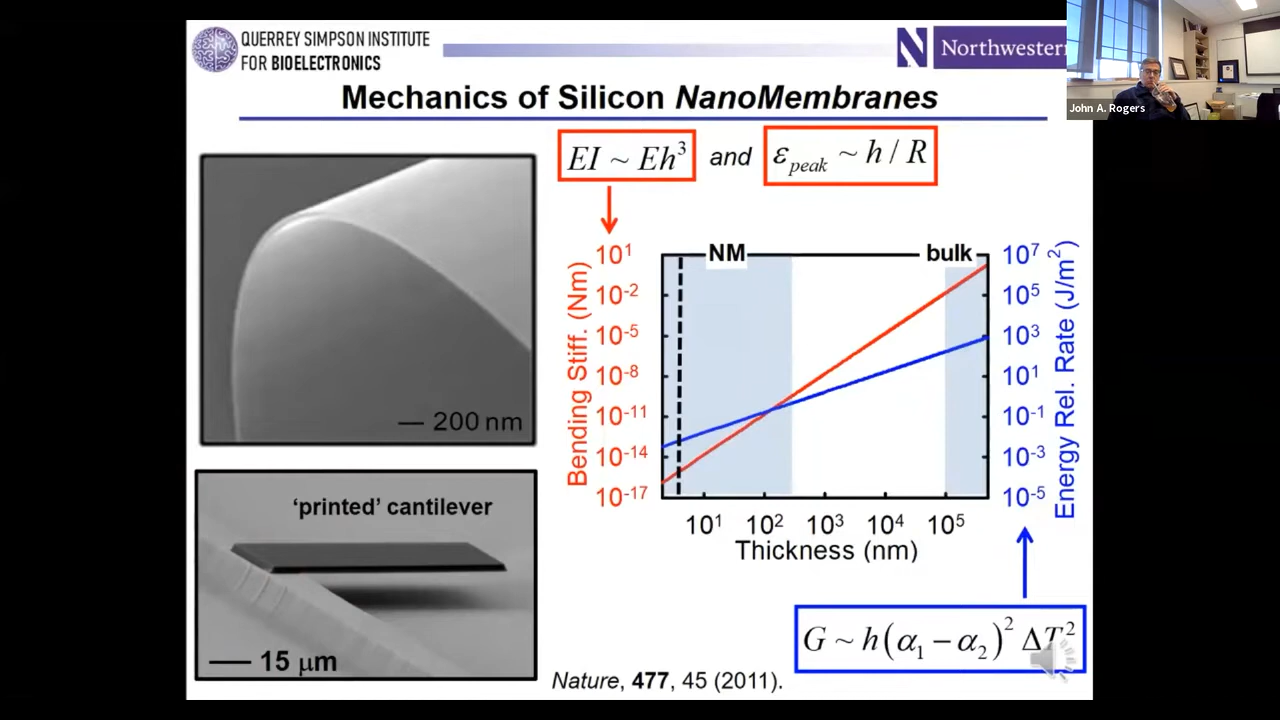 QUERREY SIMPSON INSTITUTE
FOR BIOELECTRONICS
N Northwestern
John A. Rogers
Mechanics of Silicon NanoMembranes
EI ~ Eh³ and ε_peak ~ h / R
200 nm
'printed' cantilever
15 μm
NM bulk
Bending Stiff. (Nm)
10¹
10⁻²
10⁻⁵
10⁻⁸
10⁻¹¹
10⁻¹⁴
10⁻¹⁷
10⁷
10⁵
10³
10¹
10⁻¹
10⁻³
10⁻⁵
Energy Rel. Rate (J/m²)
10¹ 10² 10³ 10⁴ 10⁵
Thickness (nm)
G ~ h(α₁ − α₂)² ΔT²
Nature, 477, 45 (2011).